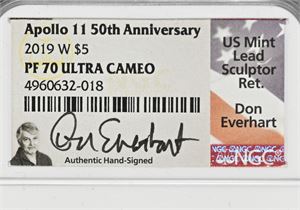 Apollo 11 50th Anniversary
2019 W $5
PF 70 ULTRA CAMEO
4960632-018
Don Everhart
Authentic Hand-Signed
US Mint
Lead
Sculptor
Ret.
Don
Everhart
NGC